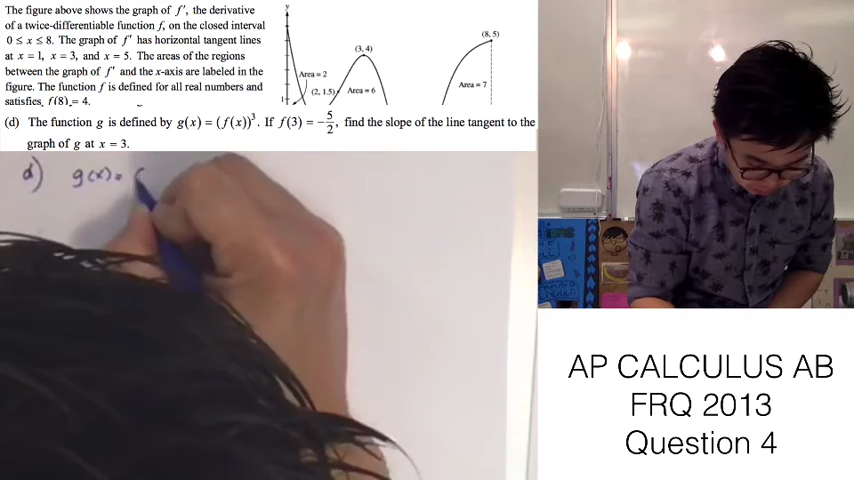 The figure above shows the graph of f′, the derivative
of a twice-differentiable function f, on the closed interval
0 ≤ x ≤ 8. The graph of f′ has horizontal tangent lines
at x = 1, x = 3, and x = 5. The areas of the regions
between the graph of f′ and the x-axis are labeled in the
figure. The function f is defined for all real numbers and
satisfies f(8) = 4.
y
1
Area = 2
(2, 1.5)
(3, 4)
Area = 6
(8, 5)
Area = 7
(d) The function g is defined by g(x) = (f(x))³. If f(3) = −5/2, find the slope of the line tangent to the
graph of g at x = 3.
d) g(x) = (
AP CALCULUS AB
FRQ 2013
Question 4